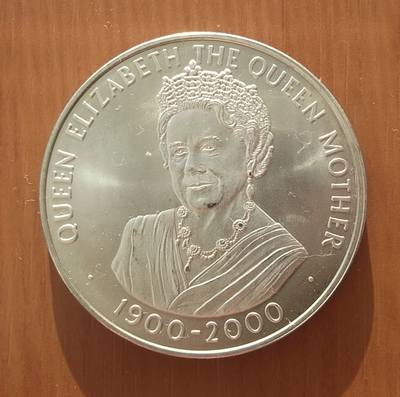 QUEEN ELIZABETH THE QUEEN MOTHER
1900-2000